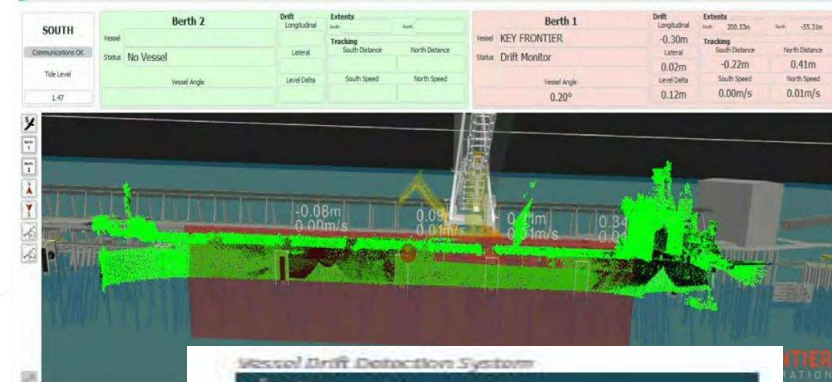 SOUTH
Communications OK
Tide Level
1.47
Berth 2
Vessel
Status No Vessel
Vessel Angle
Drift
Longitudinal
Lateral
Level Delta
Extents
Tracking
South Distance North Distance
South Speed North Speed
Berth 1
Vessel KEY FRONTIER
Status Drift Monitor
Vessel Angle
0.20°
Drift
Longitudinal
-0.30m
Lateral
0.02m
Level Delta
0.12m
Extents
200.53m -55.31m
Tracking
South Distance North Distance
-0.22m 0.41m
South Speed North Speed
0.00m/s 0.01m/s
-0.08m
0.00m/s
0.01m/s
Vessel Drift Detection System